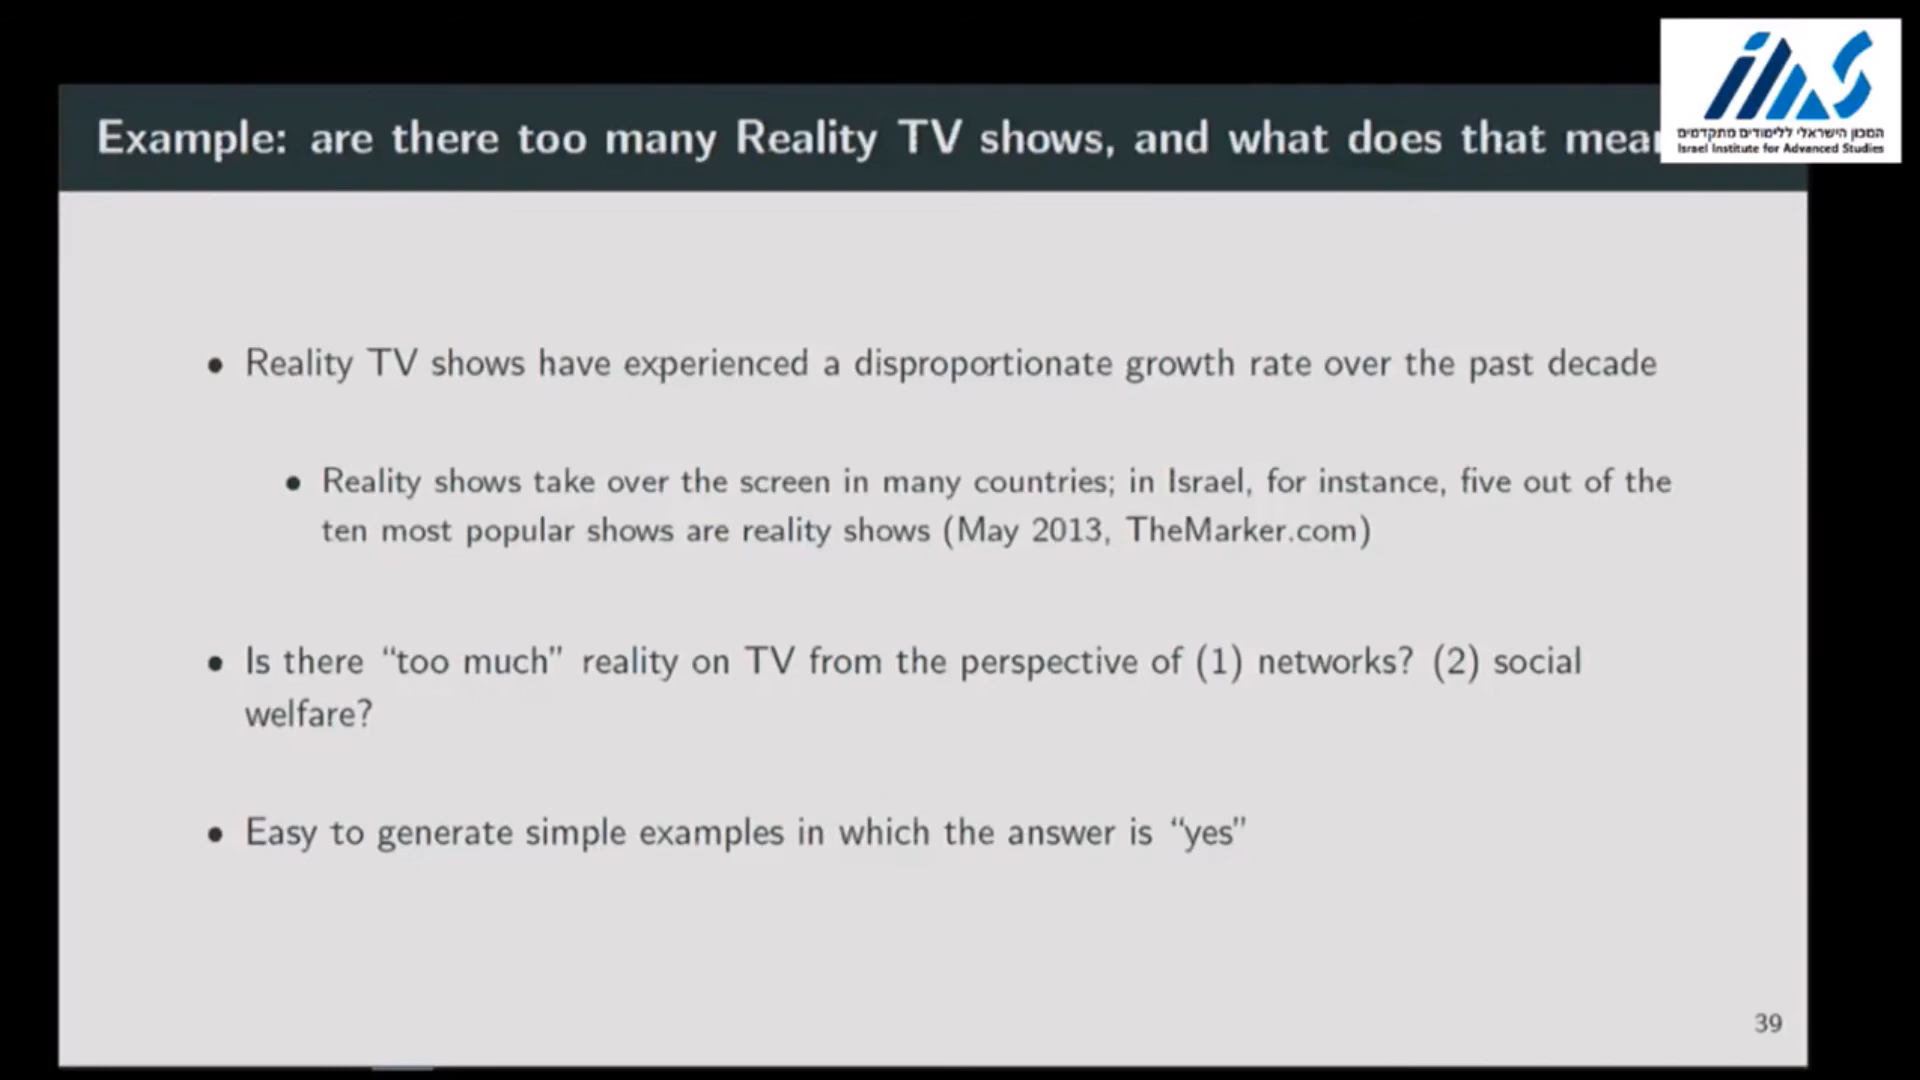 Example: are there too many Reality TV shows, and what does that mea
המכון הישראלי ללימודים מתקדמים
Israel Institute for Advanced Studies
• Reality TV shows have experienced a disproportionate growth rate over the past decade
• Reality shows take over the screen in many countries; in Israel, for instance, five out of the
ten most popular shows are reality shows (May 2013, TheMarker.com)
• Is there “too much” reality on TV from the perspective of (1) networks? (2) social
welfare?
• Easy to generate simple examples in which the answer is “yes”
39